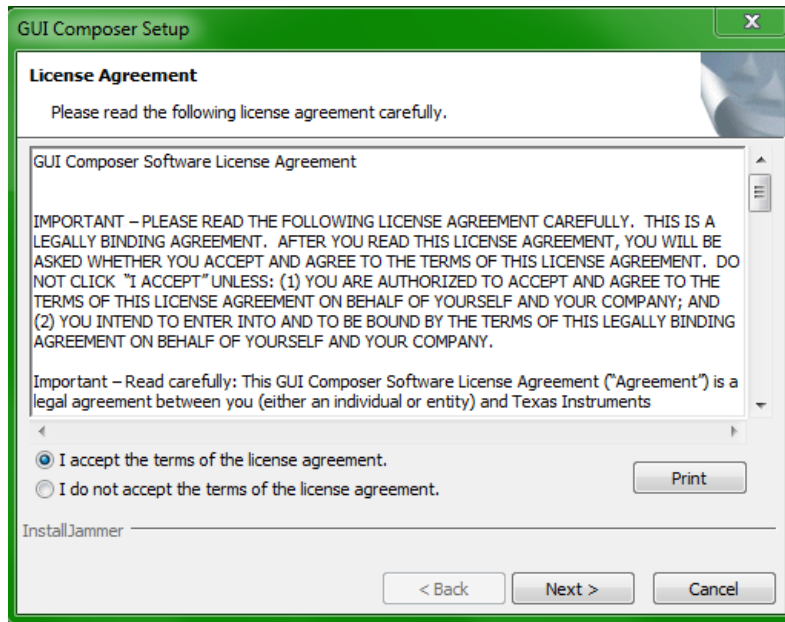 GUI Composer Setup
License Agreement
Please read the following license agreement carefully.
GUI Composer Software License Agreement
IMPORTANT – PLEASE READ THE FOLLOWING LICENSE AGREEMENT CAREFULLY.  THIS IS A
LEGALLY BINDING AGREEMENT.  AFTER YOU READ THIS LICENSE AGREEMENT, YOU WILL BE
ASKED WHETHER YOU ACCEPT AND AGREE TO THE TERMS OF THIS LICENSE AGREEMENT.  DO
NOT CLICK  “I ACCEPT” UNLESS: (1) YOU ARE AUTHORIZED TO ACCEPT AND AGREE TO THE
TERMS OF THIS LICENSE AGREEMENT ON BEHALF OF YOURSELF AND YOUR COMPANY; AND
(2) YOU INTEND TO ENTER INTO AND TO BE BOUND BY THE TERMS OF THIS LEGALLY BINDING
AGREEMENT ON BEHALF OF YOURSELF AND YOUR COMPANY.
Important – Read carefully: This GUI Composer Software License Agreement (“Agreement”) is a
legal agreement between you (either an individual or entity) and Texas Instruments
I accept the terms of the license agreement.
I do not accept the terms of the license agreement.
Print
InstallJammer
< Back
Next >
Cancel